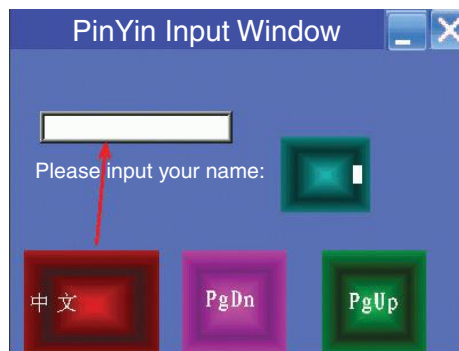 PinYin Input Window
Please input your name:
中文
PgDn
PgUp